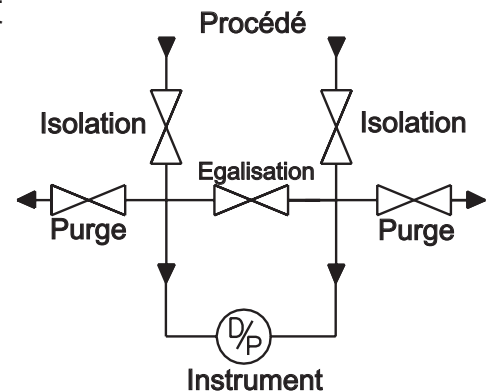 Procédé
Isolation
Isolation
Egalisation
Purge
Purge
D/P
Instrument